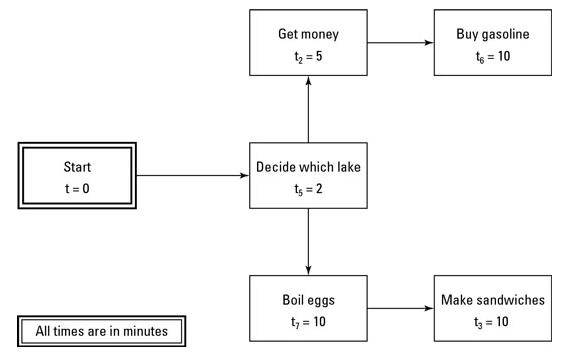 Get money
t₂ = 5
Buy gasoline
t₆ = 10
Start
t = 0
Decide which lake
t₅ = 2
Boil eggs
t₇ = 10
Make sandwiches
t₃ = 10
All times are in minutes